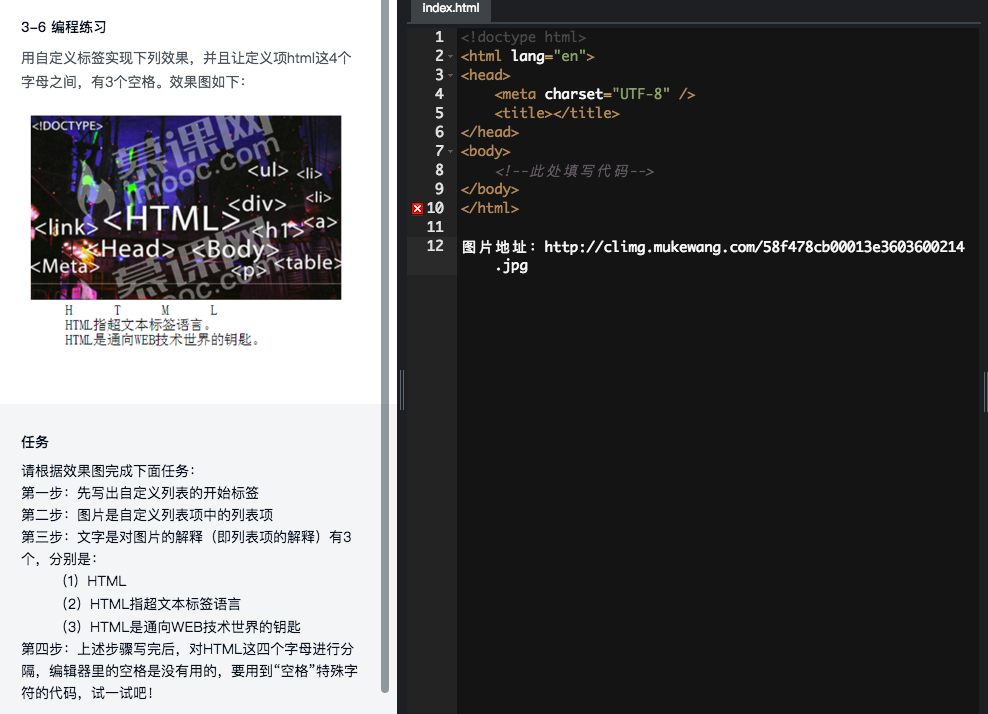 3-6 编程练习
用自定义标签实现下列效果，并且让定义项html这4个
字母之间，有3个空格。效果图如下：
<!DOCTYPE>
慕课网
imooc.com
<ul> <li>
<div> <li>
<link> <HTML> <h1> <a>
<Head> <Body>
<Meta> <p> <table>
慕课网
imooc.com
H T M L
HTML指超文本标签语言。
HTML是通向WEB技术世界的钥匙。
任务
请根据效果图完成下面任务：
第一步：先写出自定义列表的开始标签
第二步：图片是自定义列表项中的列表项
第三步：文字是对图片的解释（即列表项的解释）有3
个，分别是：
（1）HTML
（2）HTML指超文本标签语言
（3）HTML是通向WEB技术世界的钥匙
第四步：上述步骤写完后，对HTML这四个字母进行分
隔，编辑器里的空格是没有用的，要用到“空格”特殊字
符的代码，试一试吧！
index.html
1 <!doctype html>
2 <html lang="en">
3 <head>
4 <meta charset="UTF-8" />
5 <title></title>
6 </head>
7 <body>
8 <!--此处填写代码-->
9 </body>
10 </html>
11
12 图片地址：http://climg.mukewang.com/58f478cb00013e3603600214
.jpg